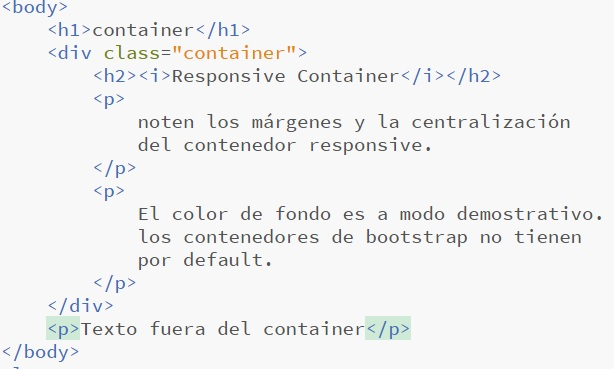 <body>
<h1>container</h1>
<div class="container">
<h2><i>Responsive Container</i></h2>
<p>
noten los márgenes y la centralización
del contenedor responsive.
</p>
<p>
El color de fondo es a modo demostrativo.
los contenedores de bootstrap no tienen
por default.
</p>
</div>
<p>Texto fuera del container</p>
</body>